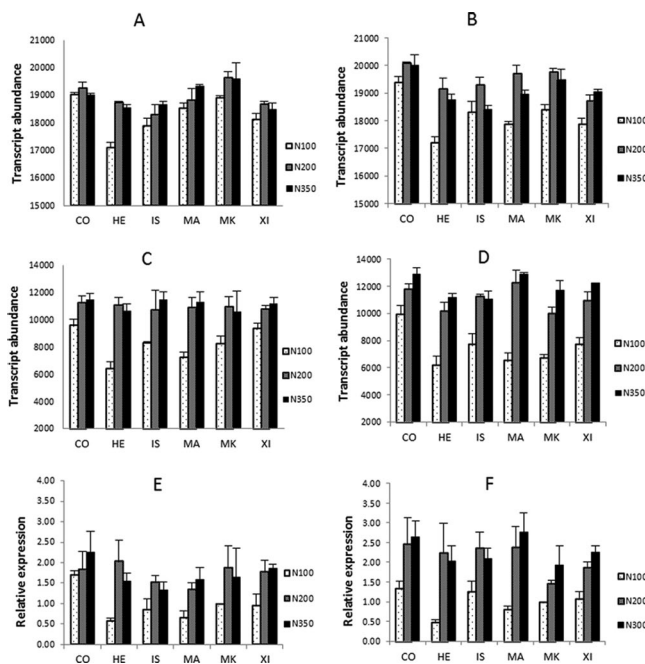 A
Transcript abundance
21000
20000
19000
18000
17000
16000
15000
CO HE IS MA MK XI
N100
N200
N350
B
Transcript abundance
21000
20000
19000
18000
17000
16000
15000
CO HE IS MA MK XI
N100
N200
N350
C
Transcript abundance
14000
12000
10000
8000
6000
4000
2000
CO HE IS MA MK XI
N100
N200
N350
D
Transcript abundance
14000
12000
10000
8000
6000
4000
2000
CO HE IS MA MK XI
N100
N200
N350
E
Relative expression
4.00
3.50
3.00
2.50
2.00
1.50
1.00
0.50
0.00
CO HE IS MA MK XI
N100
N200
N350
F
Relative expression
4.00
3.50
3.00
2.50
2.00
1.50
1.00
0.50
0.00
CO HE IS MA MK XI
N100
N200
N300